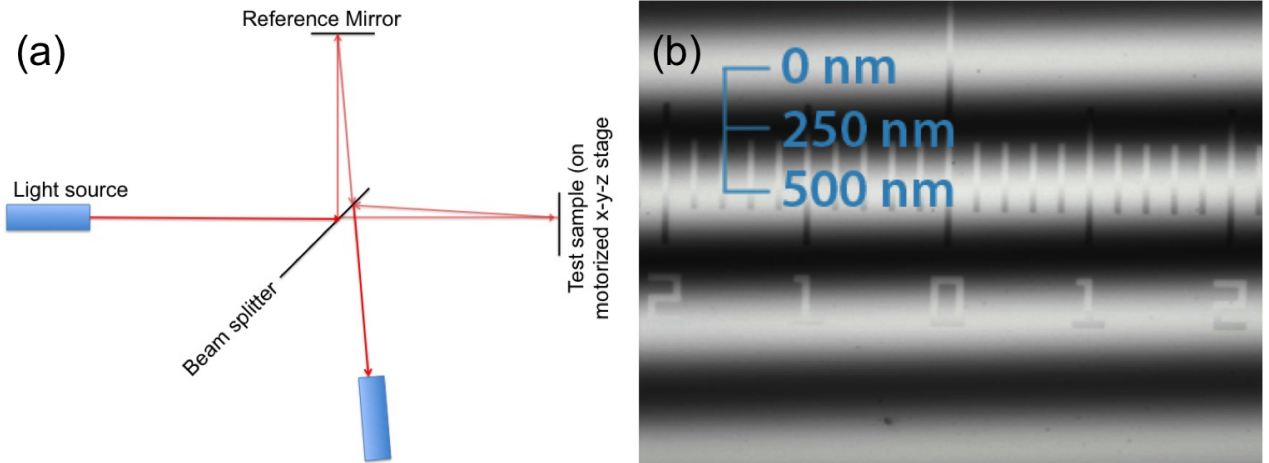 (a)
Reference Mirror
Light source
Beam splitter
Test sample (on
motorized x-y-z stage
(b)
0 nm
250 nm
500 nm
2 1 0 1 2